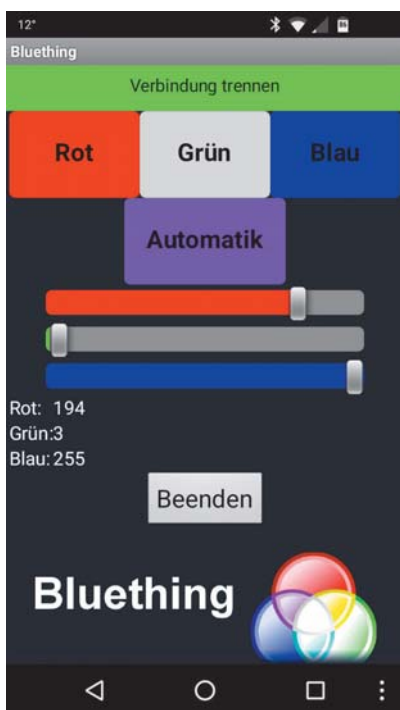 12°
Bluething
Verbindung trennen
Rot Grün Blau
Automatik
Rot: 194
Grün:3
Blau: 255
Beenden
Bluething